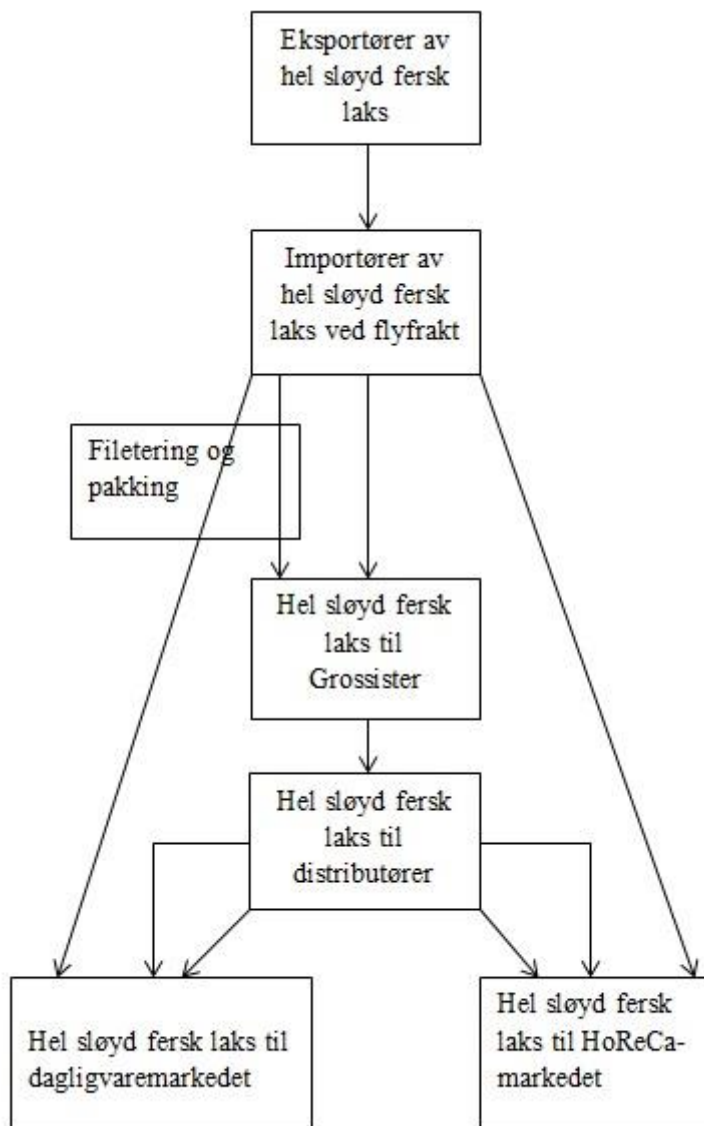 Eksportører av
hel sløyd fersk
laks
Importører av
hel sløyd fersk
laks ved flyfrakt
Filetering og
pakking
Hel sløyd fersk
laks til
Grossister
Hel sløyd fersk
laks til
distributører
Hel sløyd fersk laks til
dagligvaremarkedet
Hel sløyd fersk
laks til HoReCa-
markedet